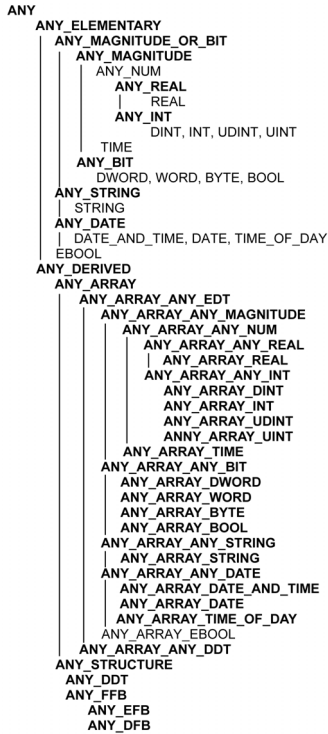 ANY
ANY_ELEMENTARY
ANY_MAGNITUDE_OR_BIT
ANY_MAGNITUDE
ANY_NUM
ANY_REAL
REAL
ANY_INT
DINT, INT, UDINT, UINT
TIME
ANY_BIT
DWORD, WORD, BYTE, BOOL
ANY_STRING
STRING
ANY_DATE
DATE_AND_TIME, DATE, TIME_OF_DAY
EBOOL
ANY_DERIVED
ANY_ARRAY
ANY_ARRAY_ANY_EDT
ANY_ARRAY_ANY_MAGNITUDE
ANY_ARRAY_ANY_NUM
ANY_ARRAY_ANY_REAL
ANY_ARRAY_REAL
ANY_ARRAY_ANY_INT
ANY_ARRAY_DINT
ANY_ARRAY_INT
ANY_ARRAY_UDINT
ANNY_ARRAY_UINT
ANY_ARRAY_TIME
ANY_ARRAY_ANY_BIT
ANY_ARRAY_DWORD
ANY_ARRAY_WORD
ANY_ARRAY_BYTE
ANY_ARRAY_BOOL
ANY_ARRAY_ANY_STRING
ANY_ARRAY_STRING
ANY_ARRAY_ANY_DATE
ANY_ARRAY_DATE_AND_TIME
ANY_ARRAY_DATE
ANY_ARRAY_TIME_OF_DAY
ANY_ARRAY_EBOOL
ANY_ARRAY_ANY_DDT
ANY_STRUCTURE
ANY_DDT
ANY_FFB
ANY_EFB
ANY_DFB